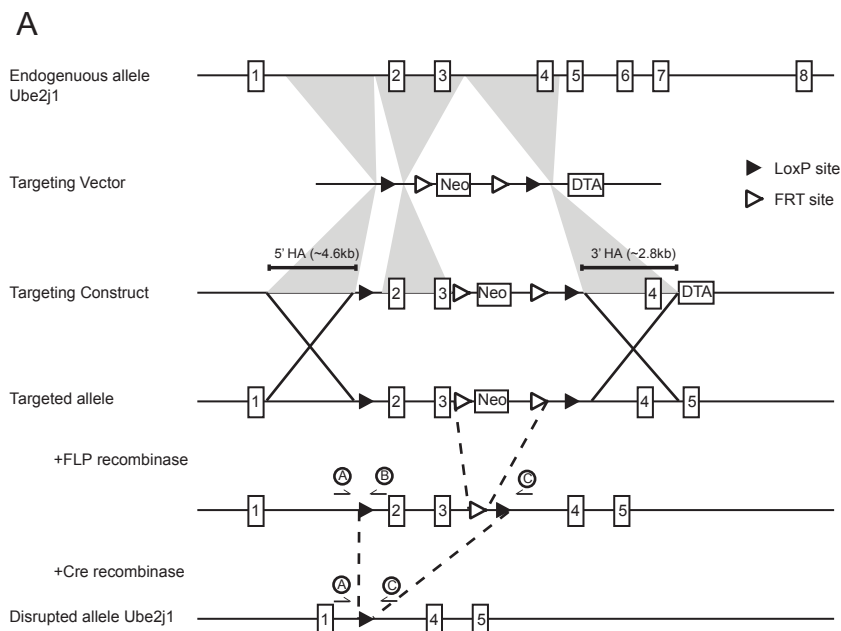 A
Endogenuous allele
Ube2j1
1 2 3 4 5 6 7 8
Targeting Vector
Neo DTA
LoxP site
FRT site
5' HA (~4.6kb) 3' HA (~2.8kb)
Targeting Construct
2 3 Neo 4 DTA
Targeted allele
1 2 3 Neo 4 5
+FLP recombinase
A B C
1 2 3 4 5
+Cre recombinase
A C
Disrupted allele Ube2j1
1 4 5